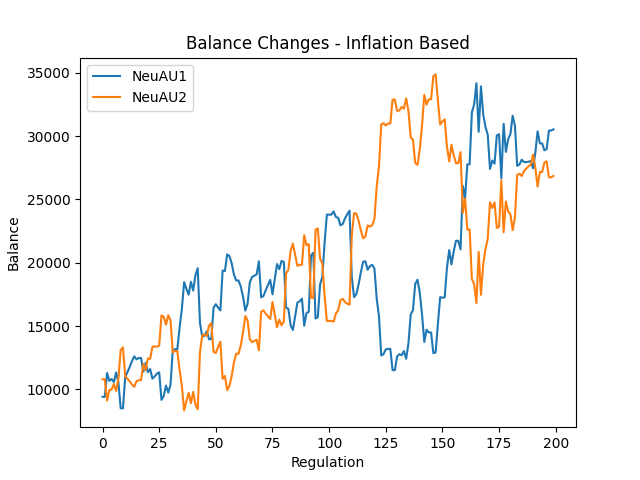 Balance Changes - Inflation Based
NeuAU1
NeuAU2
35000
30000
25000
20000
15000
10000
Balance
0 25 50 75 100 125 150 175 200
Regulation